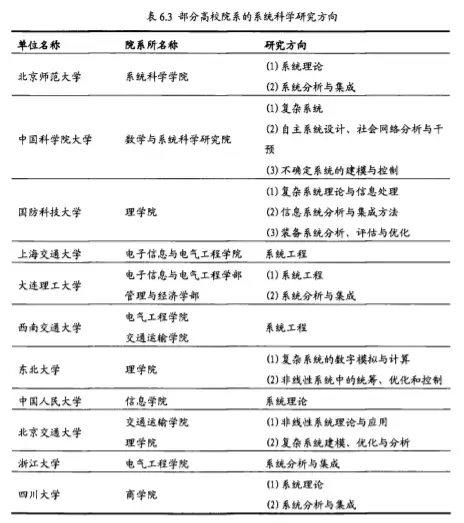 表 6.3 部分高校院系的系统科学研究方向
单位名称 院系所名称 研究方向
北京师范大学 系统科学学院 (1)系统理论
(2)系统分析与集成
中国科学院大学 数学与系统科学研究院 (1)复杂系统
(2)自主系统设计、社会网络分析与干
预
(3)不确定系统的建模与控制
国防科技大学 理学院 (1)复杂系统理论与信息处理
(2)信息系统分析与集成方法
(3)装备系统分析、评估与优化
上海交通大学 电子信息与电气工程学院 系统工程
大连理工大学 电子信息与电气工程学部 (1)系统工程
管理与经济学部 (2)系统分析与集成
西南交通大学 电气工程学院 系统工程
交通运输学院
东北大学 理学院 (1)复杂系统的数字模拟与计算
(2)非线性系统中的统筹、优化和控制
中国人民大学 信息学院 系统理论
北京交通大学 交通运输学院 (1)非线性系统理论与应用
理学院 (2)复杂系统建模、优化与分析
浙江大学 电气工程学院 系统分析与集成
四川大学 商学院 (1)系统理论
(2)系统分析与集成